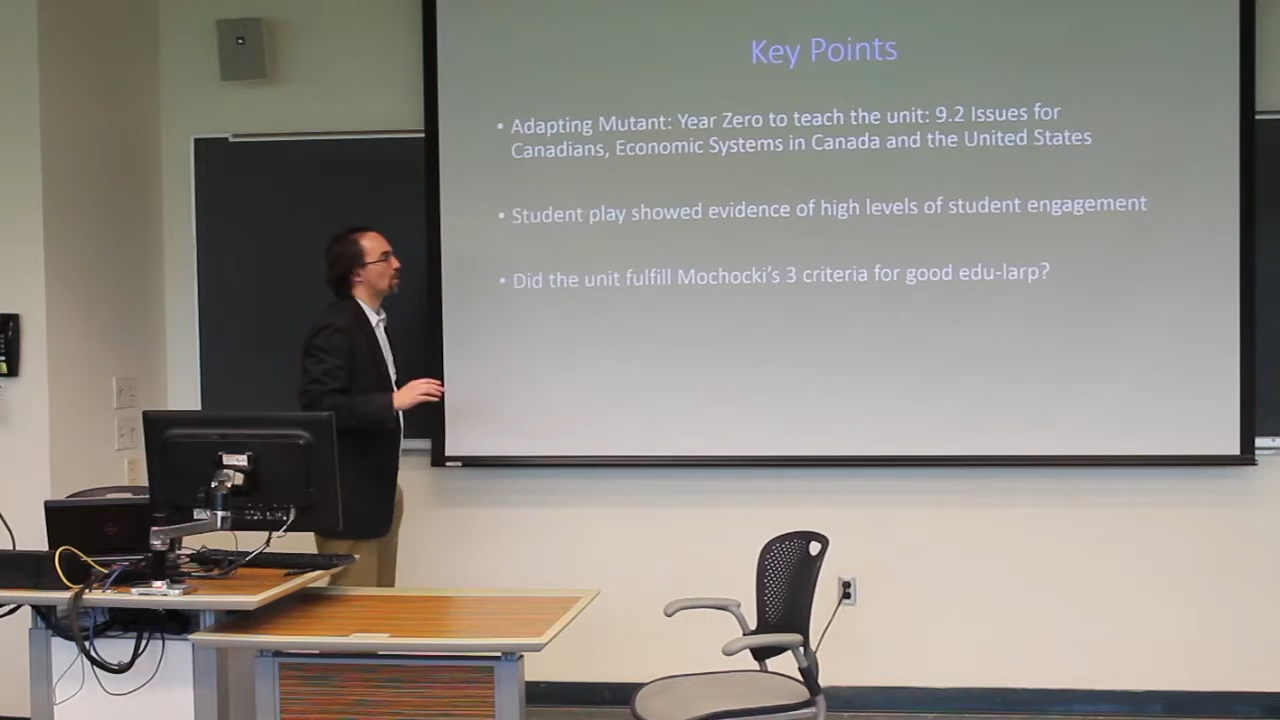 Key Points
• Adapting Mutant: Year Zero to teach the unit: 9.2 Issues for
Canadians, Economic Systems in Canada and the United States
• Student play showed evidence of high levels of student engagement
• Did the unit fulfill Mochocki's 3 criteria for good edu-larp?